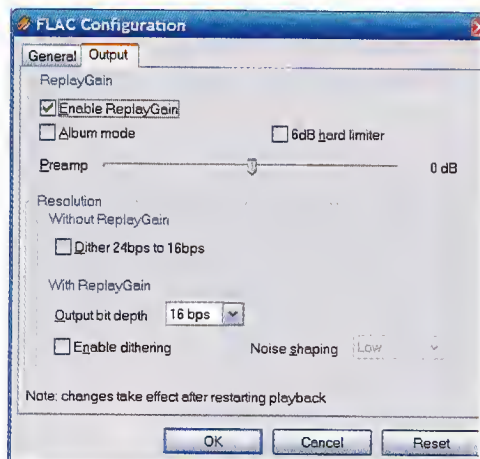 FLAC Configuration
General Output
ReplayGain
Enable ReplayGain
Album mode 6dB hard limiter
Preamp 0 dB
Resolution
Without ReplayGain
Dither 24bps to 16bps
With ReplayGain
Output bit depth 16 bps
Enable dithering Noise shaping Low
Note: changes take effect after restarting playback
OK Cancel Reset